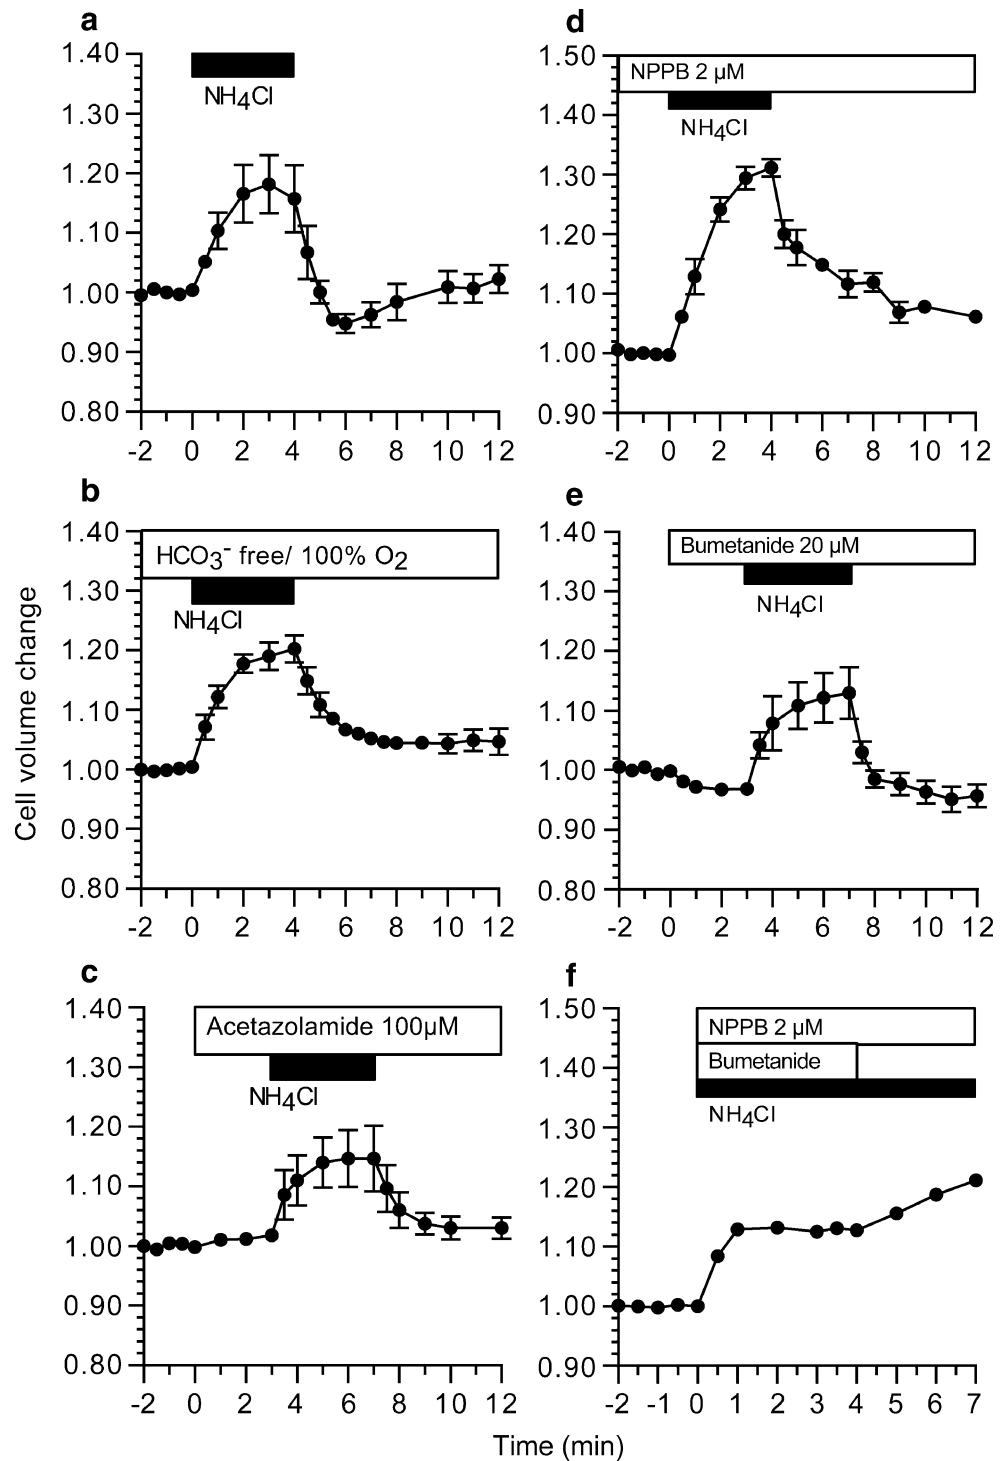 a
1.40
1.30
1.20
1.10
1.00
0.90
0.80
NH4Cl
-2 0 2 4 6 8 10 12
d
1.50
1.40
1.30
1.20
1.10
1.00
0.90
NPPB 2 µM
NH4Cl
-2 0 2 4 6 8 10 12
b
1.40
1.30
1.20
1.10
1.00
0.90
0.80
HCO3- free/ 100% O2
NH4Cl
-2 0 2 4 6 8 10 12
e
1.40
1.30
1.20
1.10
1.00
0.90
0.80
Bumetanide 20 µM
NH4Cl
-2 0 2 4 6 8 10 12
Cell volume change
c
1.40
1.30
1.20
1.10
1.00
0.90
0.80
Acetazolamide 100µM
NH4Cl
-2 0 2 4 6 8 10 12
f
1.50
1.40
1.30
1.20
1.10
1.00
0.90
NPPB 2 µM
Bumetanide
NH4Cl
-2 -1 0 1 2 3 4 5 6 7
Time (min)